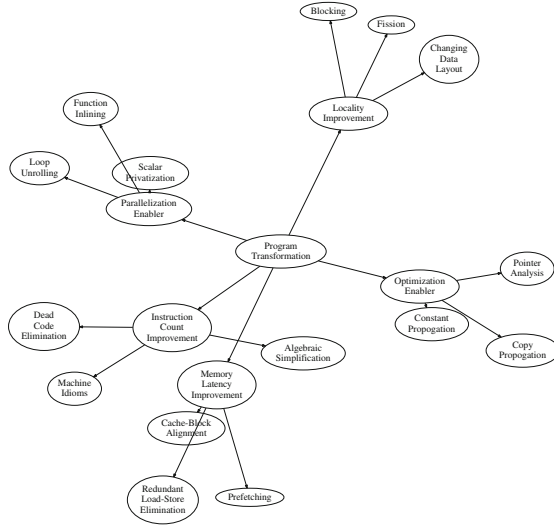 Blocking
Fission
Changing
Data
Layout
Locality
Improvement
Function
Inlining
Loop
Unrolling
Scalar
Privatization
Parallelization
Enabler
Program
Transformation
Pointer
Analysis
Optimization
Enabler
Constant
Propogation
Copy
Propogation
Dead
Code
Elimination
Instruction
Count
Improvement
Algebraic
Simplification
Machine
Idioms
Memory
Latency
Improvement
Cache-Block
Alignment
Redundant
Load-Store
Elimination
Prefetching